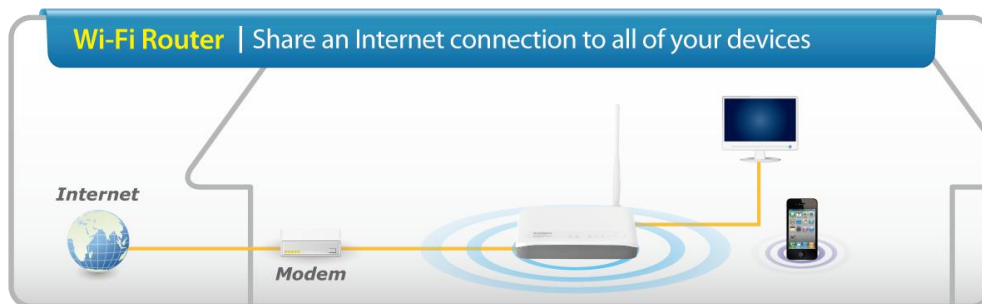 Wi-Fi Router | Share an Internet connection to all of your devices
Internet
Modem